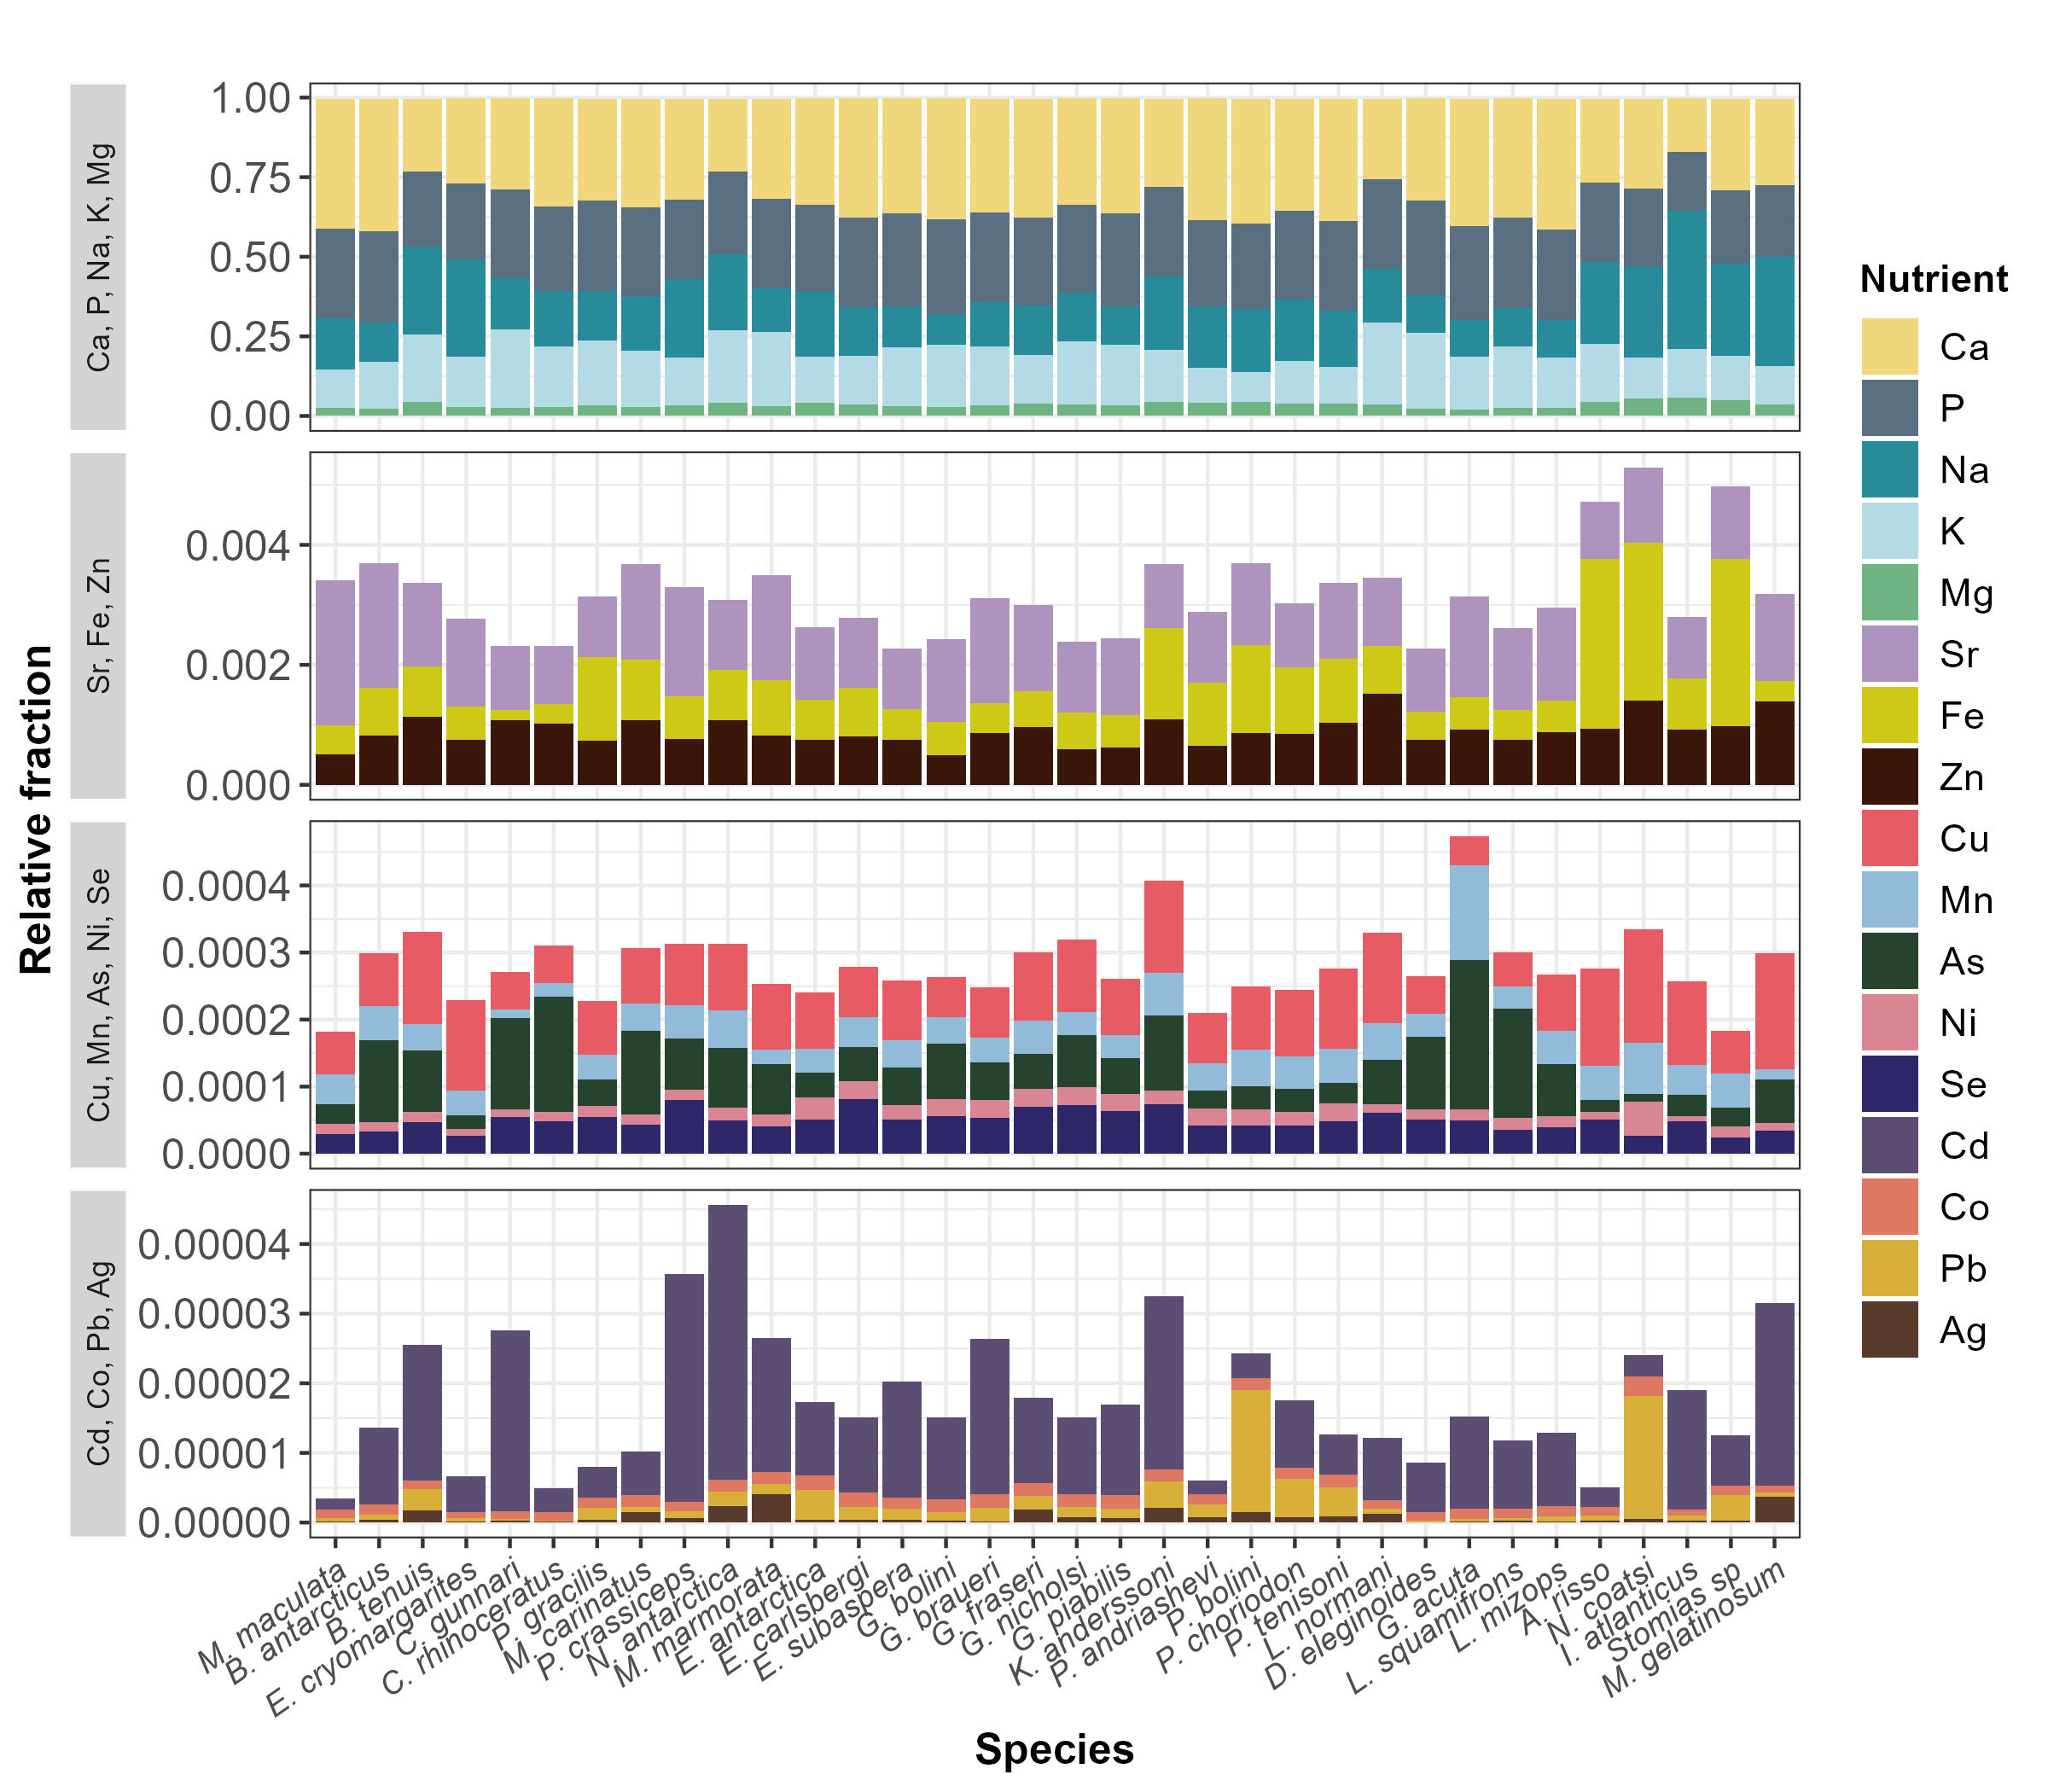 Relative fraction
Ca, P, Na, K, Mg
1.00
0.75
0.50
0.25
0.00
Sr, Fe, Zn
0.004
0.002
0.000
Cu, Mn, As, Ni, Se
0.0004
0.0003
0.0002
0.0001
0.0000
Cd, Co, Pb, Ag
0.00004
0.00003
0.00002
0.00001
0.00000
M. maculata
B. antarcticus
B. tenuis
E. cryomargarites
C. gunnari
C. rhinoceratus
P. gracilis
M. carinatus
P. crassiceps
N. antarctica
M. marmorata
E. antarctica
E. carlsbergi
E. subaspera
G. bolini
G. braueri
G. fraseri
G. nicholsi
G. piabilis
K. anderssoni
P. andriashevi
P. bolini
P. choriodon
P. tenisoni
L. normani
D. eleginoides
G. acuta
L. squamifrons
L. mizops
A. risso
N. coatsi
I. atlanticus
Stomias sp
M. gelatinosum
Species
Nutrient
Ca
P
Na
K
Mg
Sr
Fe
Zn
Cu
Mn
As
Ni
Se
Cd
Co
Pb
Ag